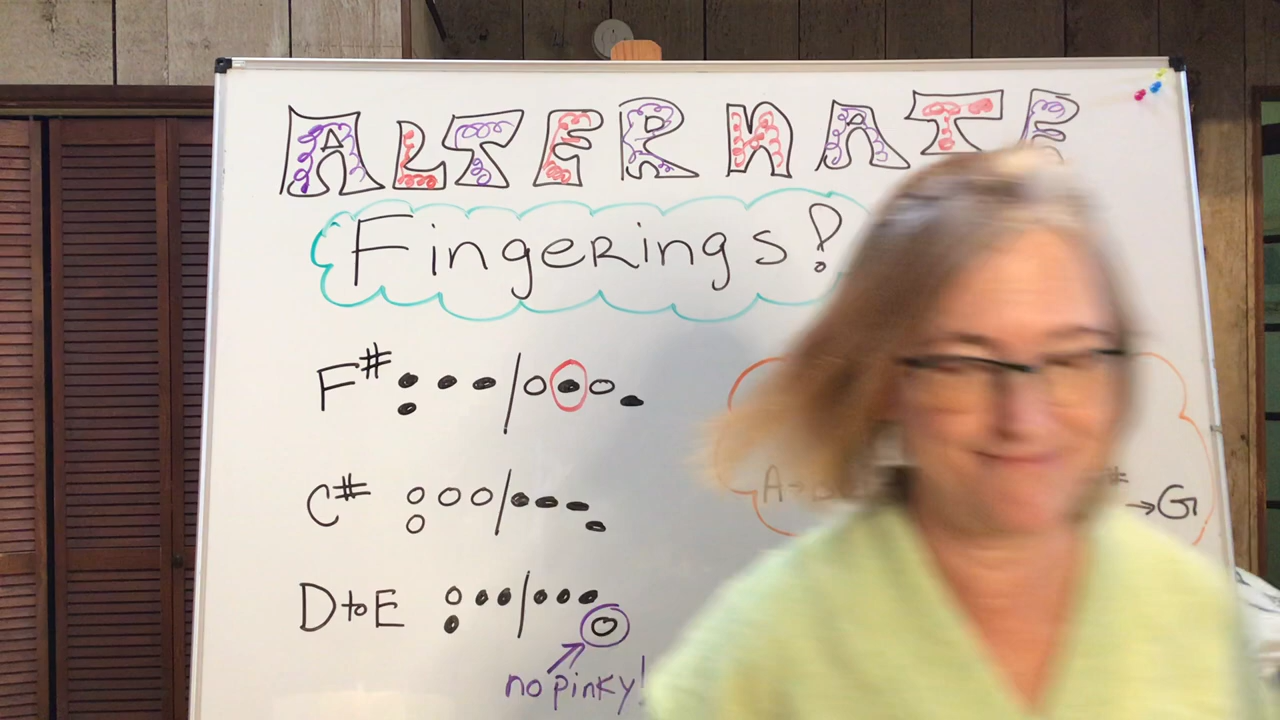 ALTERNATE
FingeRings!
F#
C#
→G
D to E
no pinky!